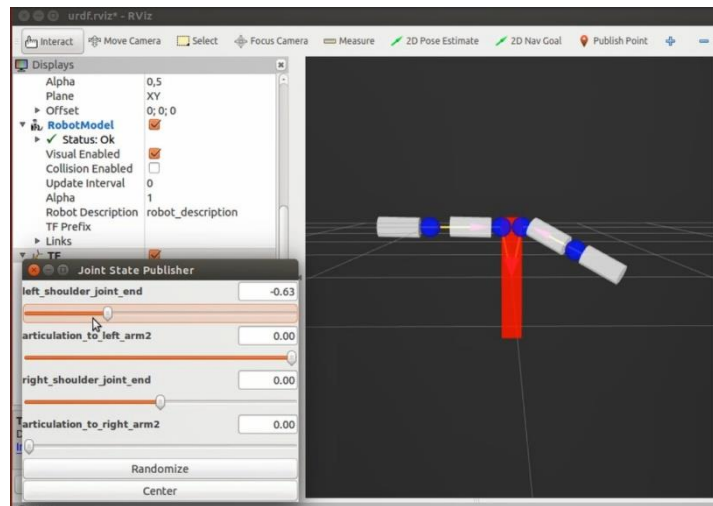 urdf.rviz* - RViz
Interact Move Camera Select Focus Camera Measure 2D Pose Estimate 2D Nav Goal Publish Point
Displays
Alpha 0,5
Plane XY
Offset 0; 0; 0
RobotModel
Status: Ok
Visual Enabled
Collision Enabled
Update Interval 0
Alpha 1
Robot Description robot_description
TF Prefix
Links
TF
Joint State Publisher
left_shoulder_joint_end -0.63
articulation_to_left_arm2 0.00
right_shoulder_joint_end 0.00
articulation_to_right_arm2 0.00
Randomize
Center